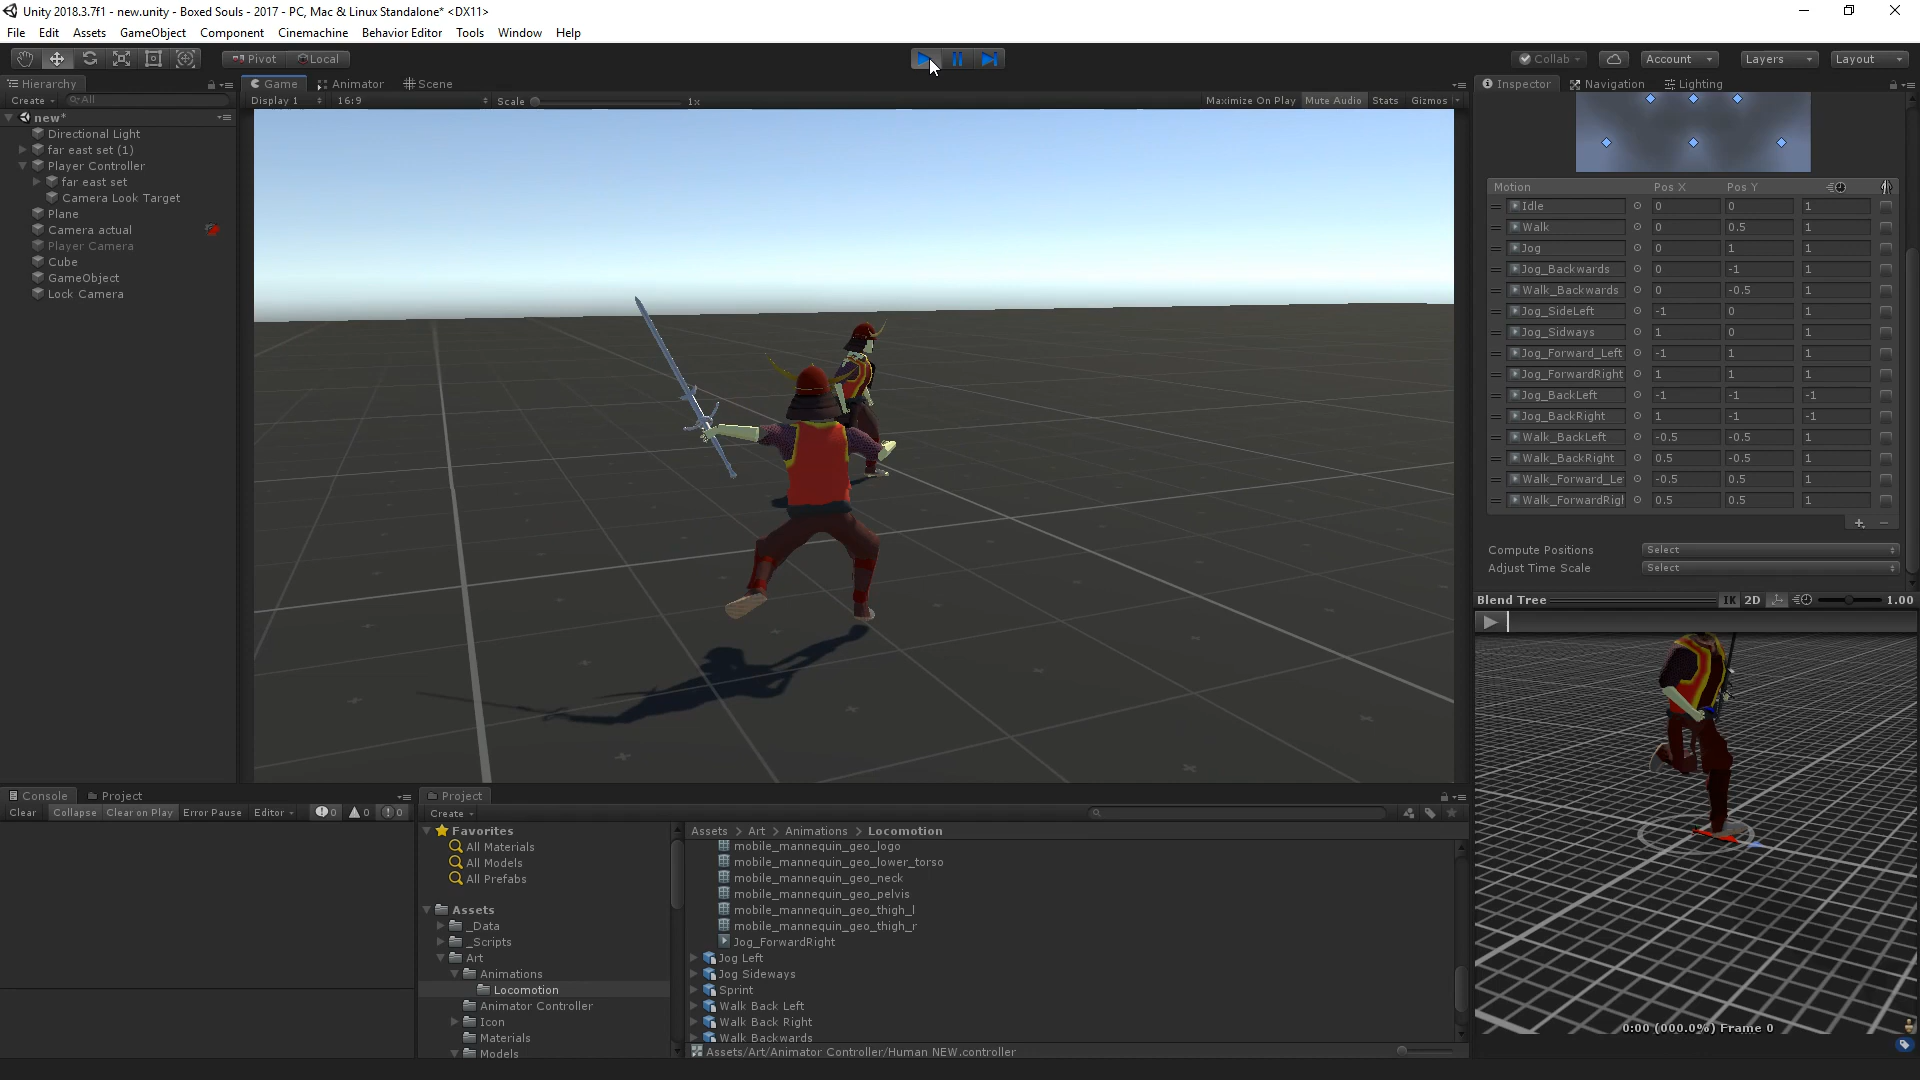 Unity 2018.3.7f1 - new.unity - Boxed Souls - 2017 - PC, Mac & Linux Standalone* <DX11>
File Edit Assets GameObject Component Cinemachine Behavior Editor Tools Window Help
Pivot Local Collab Account Layers Layout
Hierarchy
Create All
new*
Directional Light
far east set (1)
Player Controller
far east set
Camera Look Target
Plane
Camera actual
Player Camera
Cube
GameObject
Lock Camera
Game Animator Scene
Display 1 16:9 Scale 1x Maximize On Play Mute Audio Stats Gizmos
Inspector Navigation Lighting
Motion Pos X Pos Y
Idle 0 0 1
Walk 0 0.5 1
Jog 0 1 1
Jog_Backwards 0 -1 1
Walk_Backwards 0 -0.5 1
Jog_SideLeft -1 0 1
Jog_Sidways 1 0 1
Jog_Forward_Left -1 1 1
Jog_ForwardRight 1 1 1
Jog_BackLeft -1 -1 -1
Jog_BackRight 1 -1 -1
Walk_BackLeft -0.5 -0.5 1
Walk_BackRight 0.5 -0.5 1
Walk_Forward_Le -0.5 0.5 1
Walk_ForwardRigh 0.5 0.5 1
Compute Positions Select
Adjust Time Scale Select
Blend Tree IK 2D 1.00
0:00 (000.0%) Frame 0
Console Project
Clear Collapse Clear on Play Error Pause Editor 0 0 0
Project
Create
Favorites
All Materials
All Models
All Prefabs
Assets
_Data
_Scripts
Art
Animations
Locomotion
Animator Controller
Icon
Materials
Models
Assets > Art > Animations > Locomotion
mobile_mannequin_geo_logo
mobile_mannequin_geo_lower_torso
mobile_mannequin_geo_neck
mobile_mannequin_geo_pelvis
mobile_mannequin_geo_thigh_l
mobile_mannequin_geo_thigh_r
Jog_ForwardRight
Jog Left
Jog Sideways
Sprint
Walk Back Left
Walk Back Right
Walk Backwards
Assets/Art/Animator Controller/Human NEW.controller